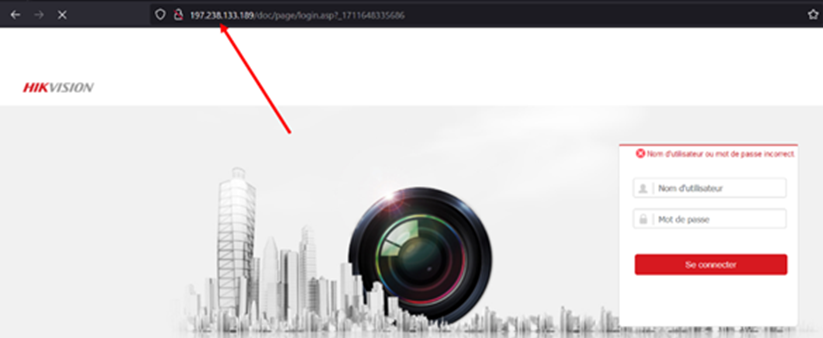 197.238.133.189/doc/page/login.asp?_1711648335686
HIKVISION
Nom d'utilisateur ou mot de passe incorrect.
Nom d'utilisateur
Mot de passe
Se connecter